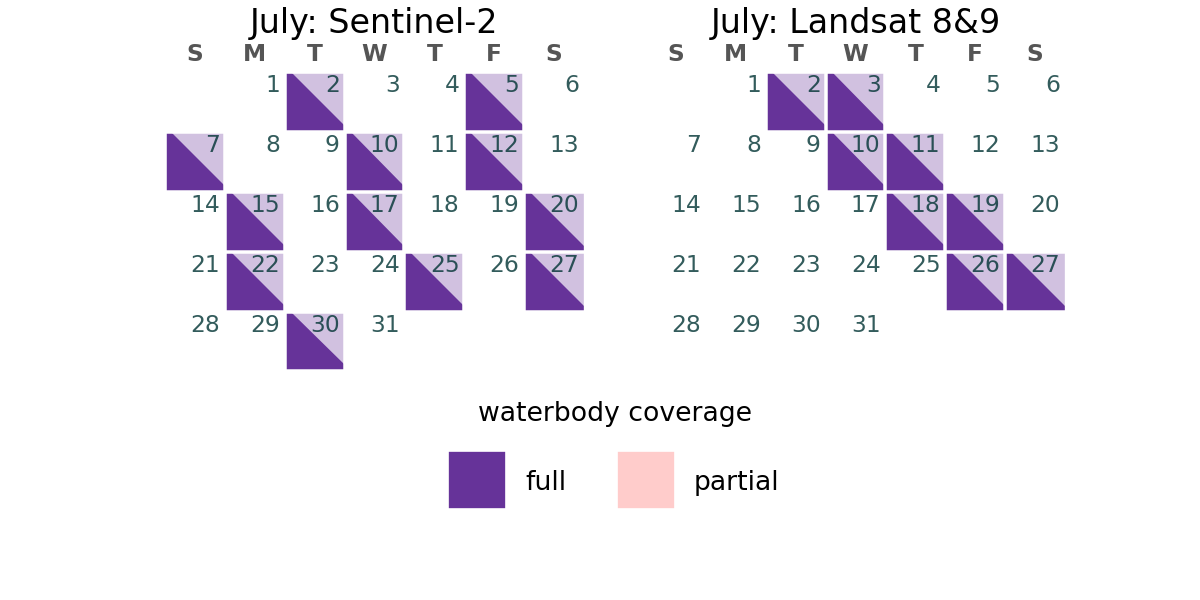 July: Sentinel-2
S M T W T F S
1 2 3 4 5 6
7 8 9 10 11 12 13
14 15 16 17 18 19 20
21 22 23 24 25 26 27
28 29 30 31
July: Landsat 8&9
S M T W T F S
1 2 3 4 5 6
7 8 9 10 11 12 13
14 15 16 17 18 19 20
21 22 23 24 25 26 27
28 29 30 31
waterbody coverage
full partial